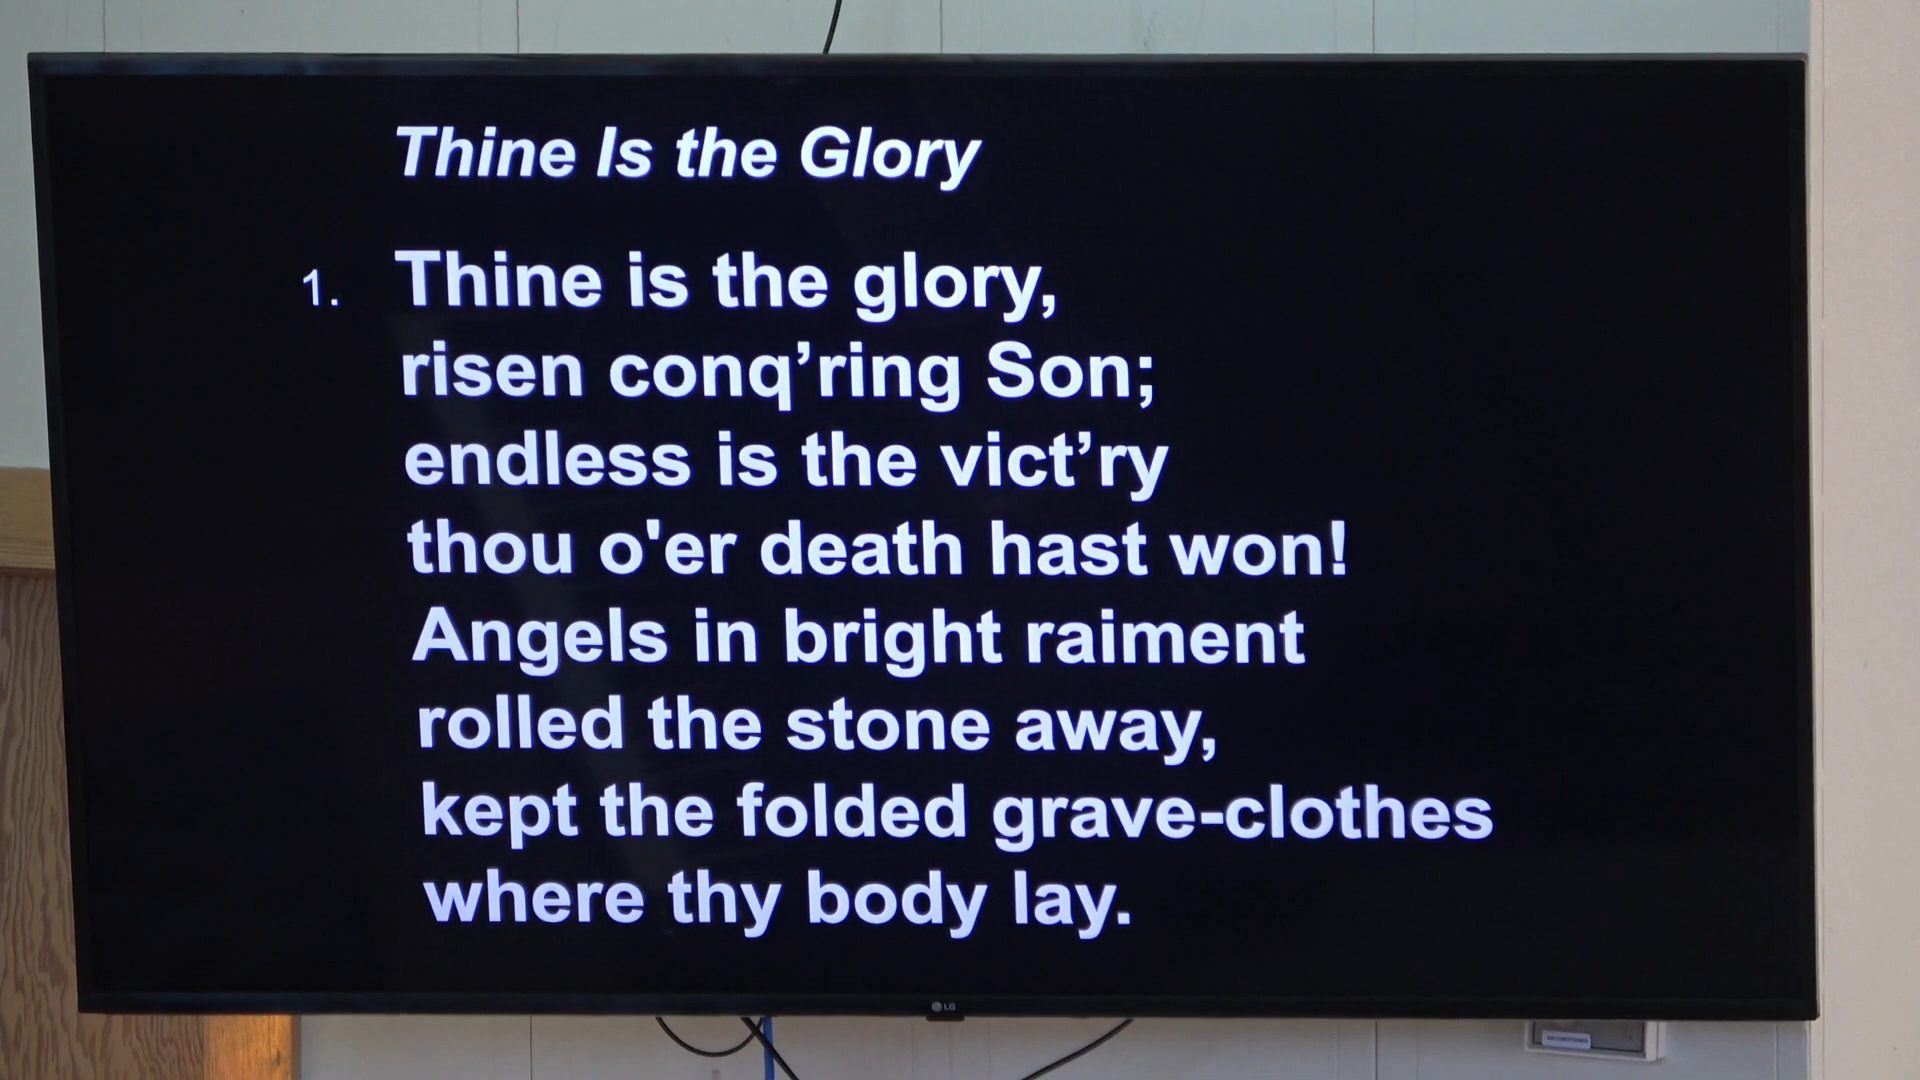 Thine Is the Glory
1. Thine is the glory,
risen conq’ring Son;
endless is the vict’ry
thou o'er death hast won!
Angels in bright raiment
rolled the stone away,
kept the folded grave-clothes
where thy body lay.
LG